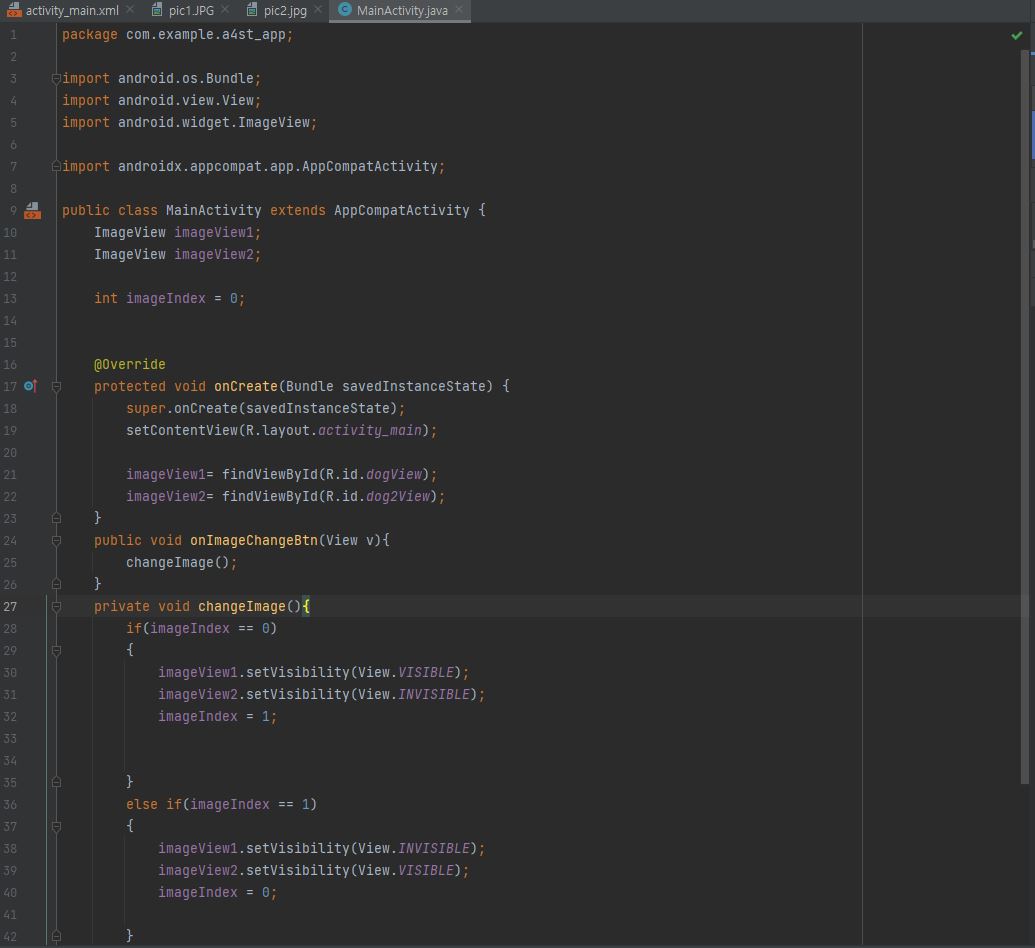 activity_main.xml pic1.JPG pic2.jpg MainActivity.java
1 package com.example.a4st_app;
2
3 import android.os.Bundle;
4 import android.view.View;
5 import android.widget.ImageView;
6
7 import androidx.appcompat.app.AppCompatActivity;
8
9 public class MainActivity extends AppCompatActivity {
10 ImageView imageView1;
11 ImageView imageView2;
12
13 int imageIndex = 0;
14
15
16 @Override
17 protected void onCreate(Bundle savedInstanceState) {
18 super.onCreate(savedInstanceState);
19 setContentView(R.layout.activity_main);
20
21 imageView1= findViewById(R.id.dogView);
22 imageView2= findViewById(R.id.dog2View);
23 }
24 public void onImageChangeBtn(View v){
25 changeImage();
26 }
27 private void changeImage(){
28 if(imageIndex == 0)
29 {
30 imageView1.setVisibility(View.VISIBLE);
31 imageView2.setVisibility(View.INVISIBLE);
32 imageIndex = 1;
33
34
35 }
36 else if(imageIndex == 1)
37 {
38 imageView1.setVisibility(View.INVISIBLE);
39 imageView2.setVisibility(View.VISIBLE);
40 imageIndex = 0;
41
42 }